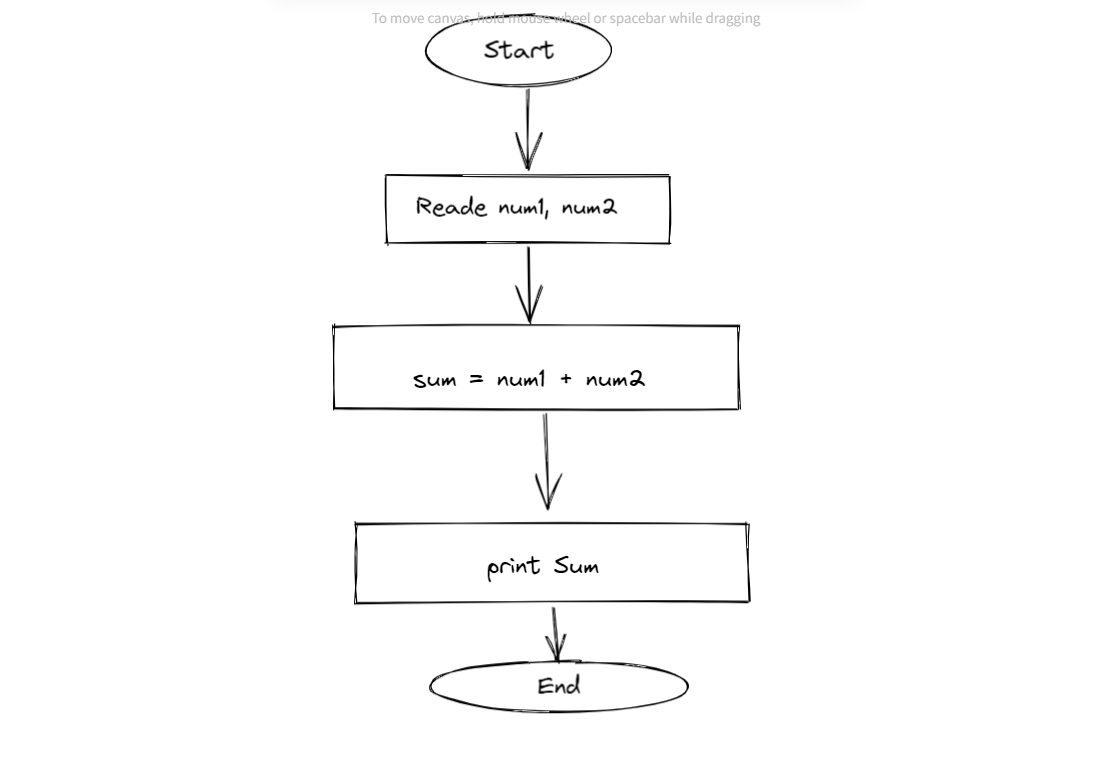 To move canvas, hold mouse wheel or spacebar while dragging
Start
Reade num1, num2
sum = num1 + num2
print Sum
End